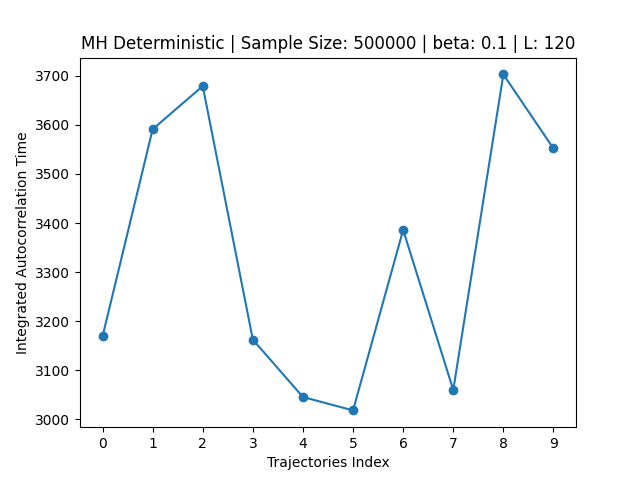 MH Deterministic | Sample Size: 500000 | beta: 0.1 | L: 120
Integrated Autocorrelation Time
3700
3600
3500
3400
3300
3200
3100
3000
0 1 2 3 4 5 6 7 8 9
Trajectories Index